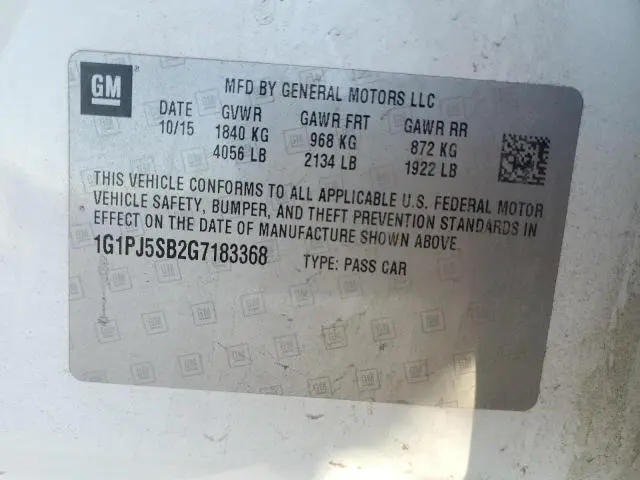 GM
MFD BY GENERAL MOTORS LLC
DATE GVWR GAWR FRT GAWR RR
10/15 1840 KG 968 KG 872 KG
4056 LB 2134 LB 1922 LB
THIS VEHICLE CONFORMS TO ALL APPLICABLE U.S. FEDERAL MOTOR
VEHICLE SAFETY, BUMPER, AND THEFT PREVENTION STANDARDS IN
EFFECT ON THE DATE OF MANUFACTURE SHOWN ABOVE.
1G1PJ5SB2G7183368 TYPE: PASS CAR